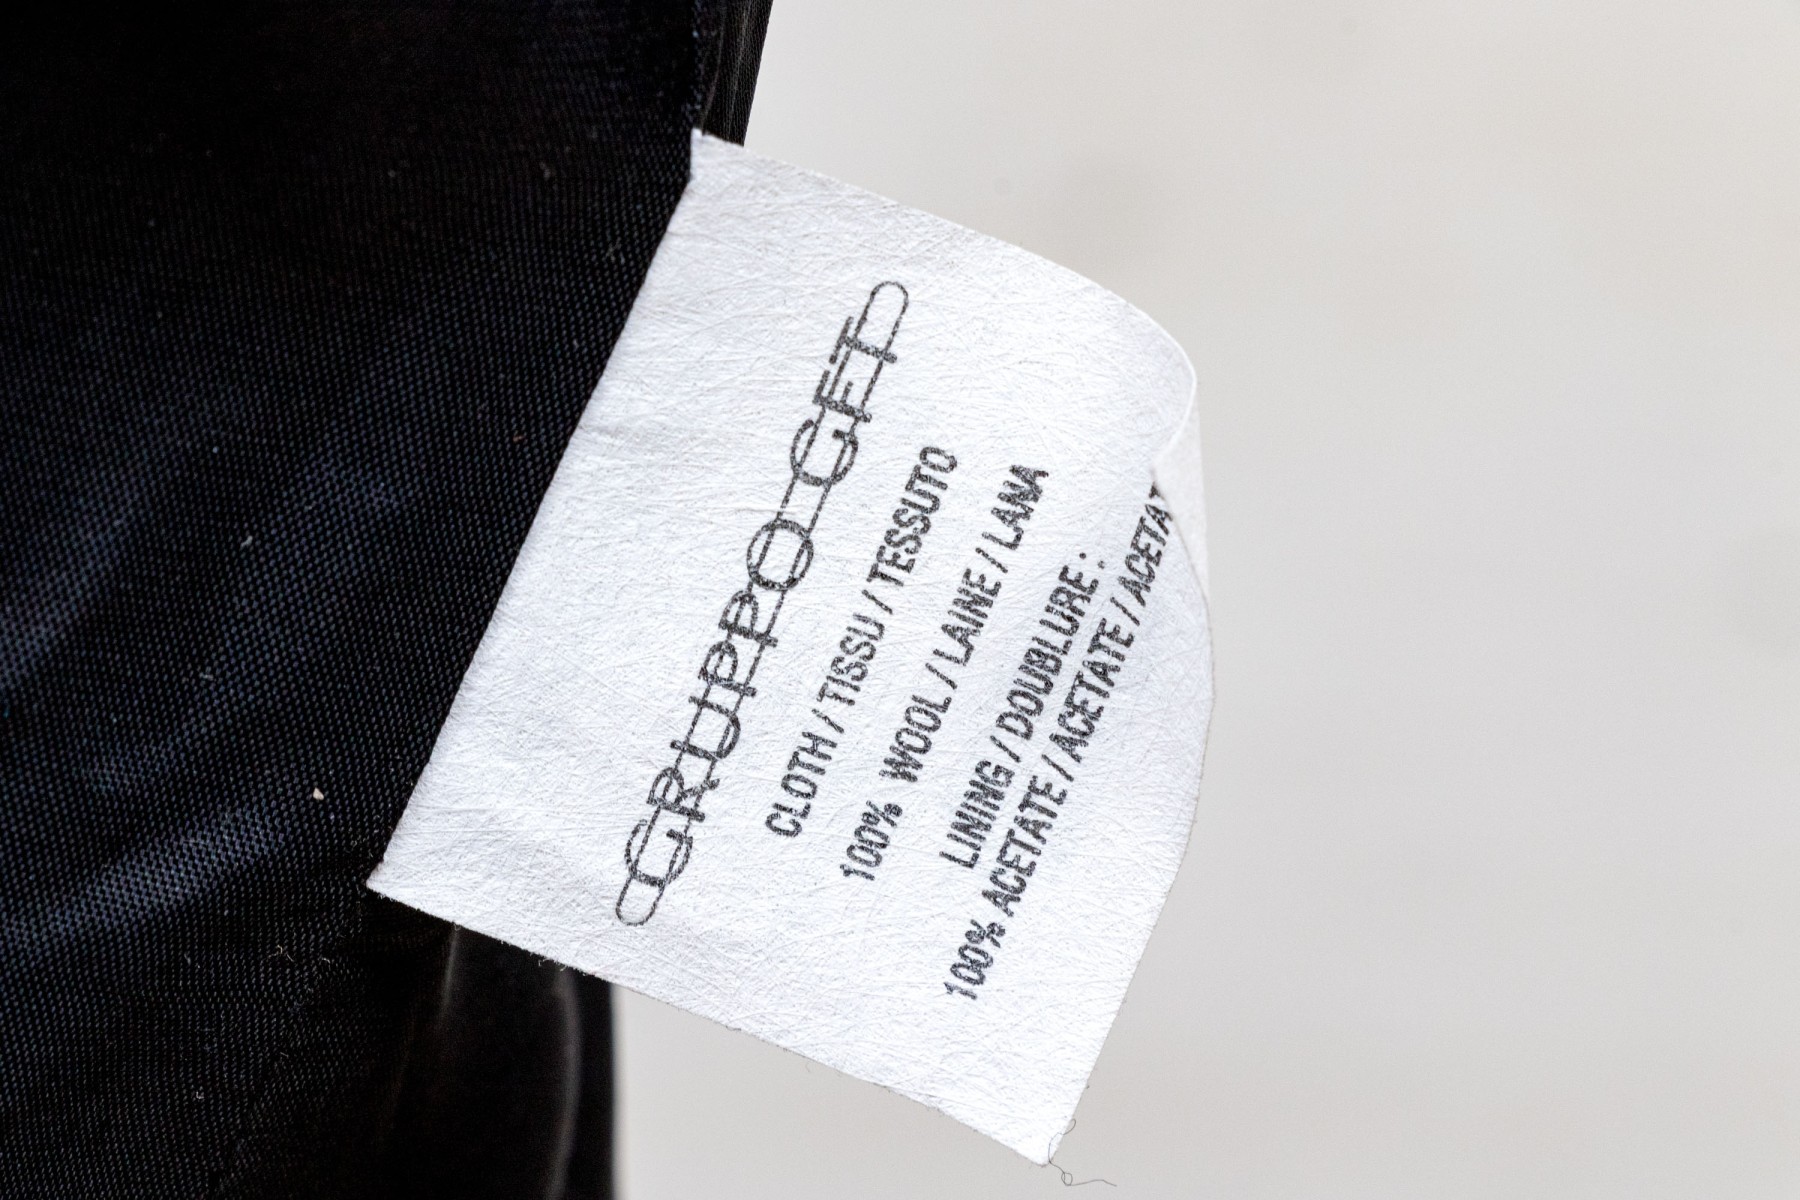 GRUPPO GFT
CLOTH / TISSU / TESSUTO
100% WOOL / LAINE / LANA
LINING / DOUBLURE :
100% ACETATE / ACETATE / ACETAT